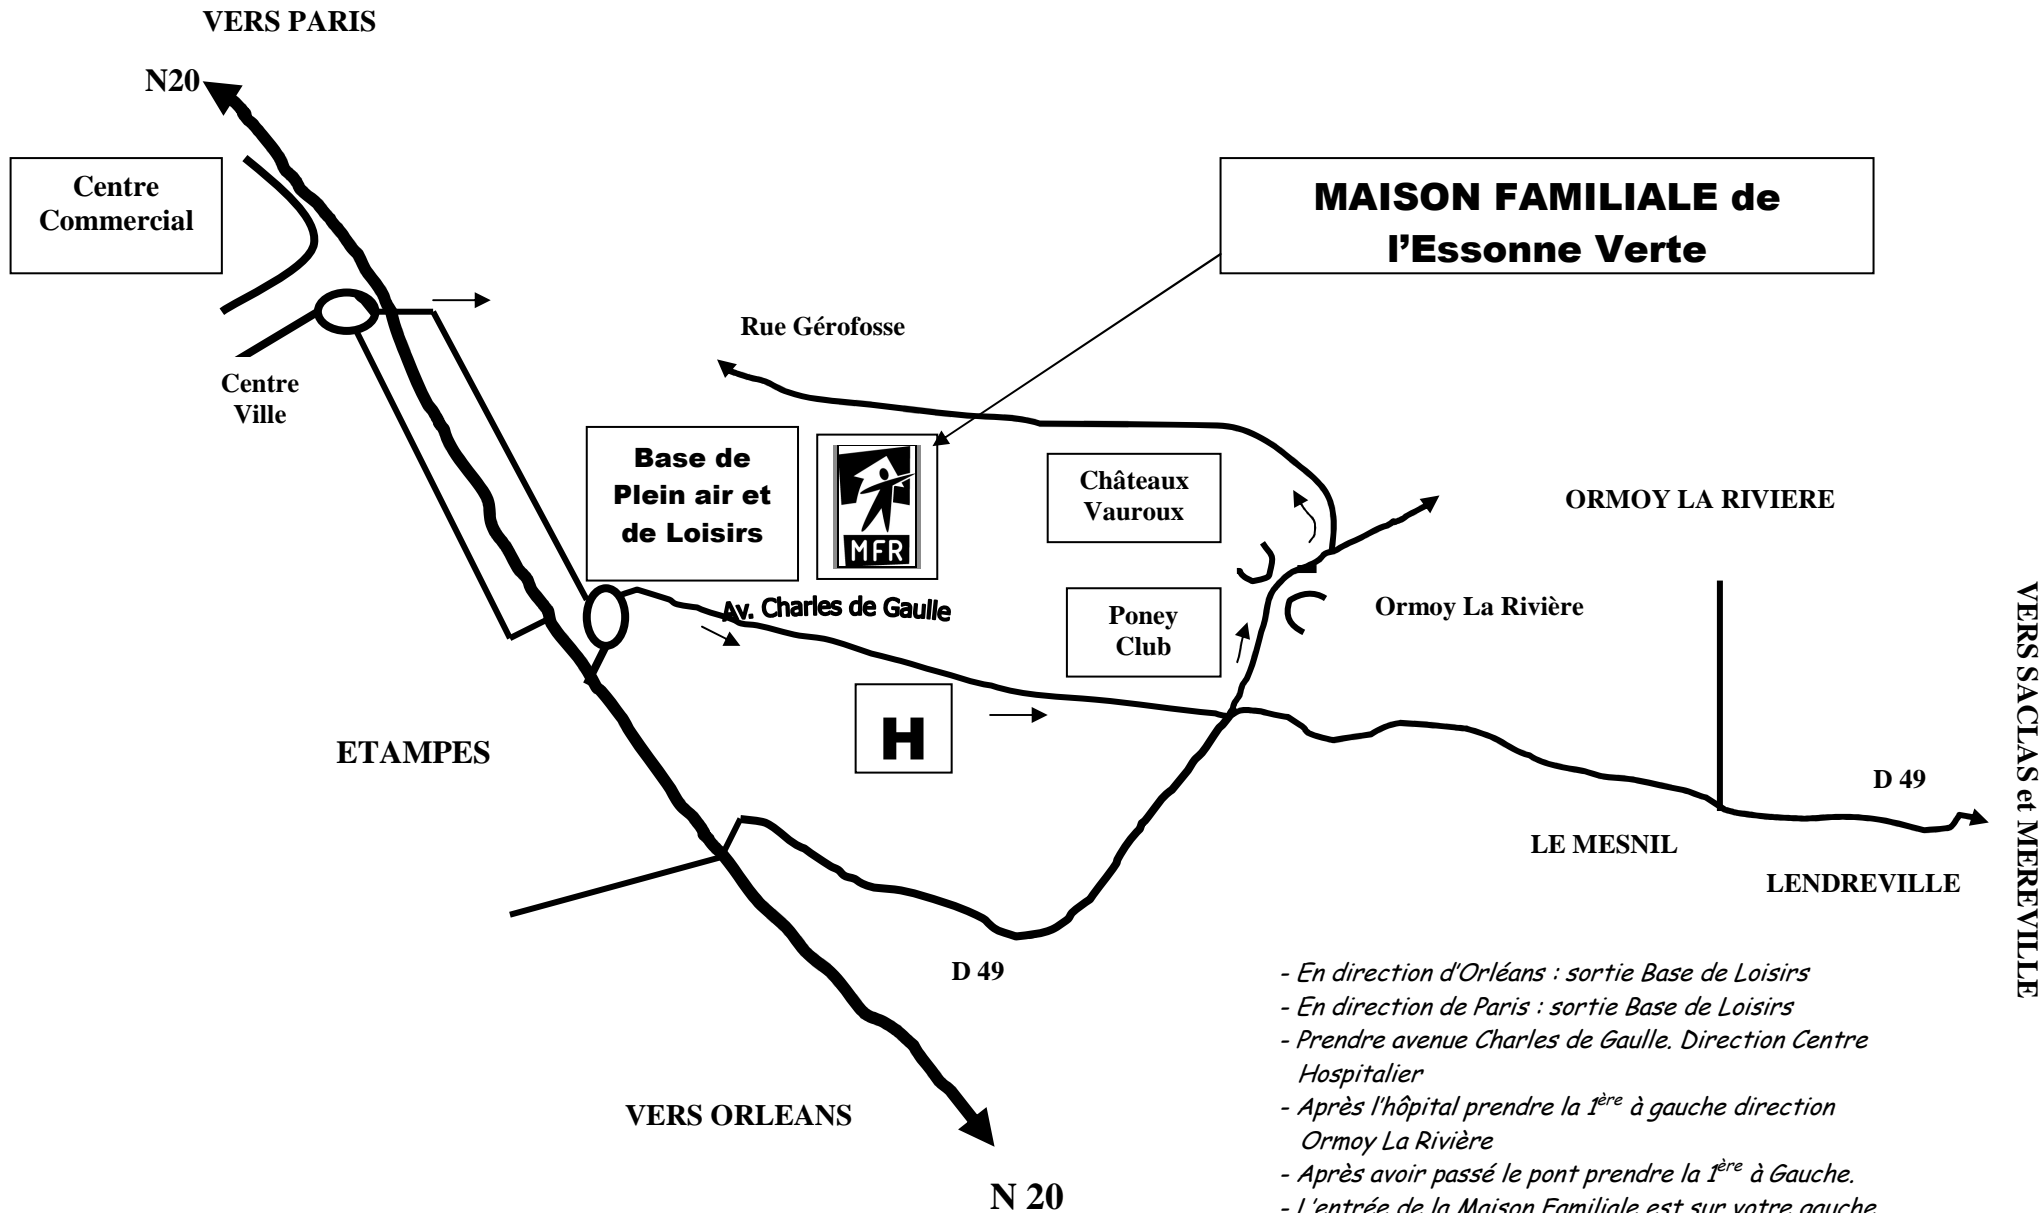 VERS PARIS
N20
Centre
Commercial
MAISON FAMILIALE de
l'Essonne Verte
Rue Gérofosse
Centre
Ville
Base de
Plein air et
de Loisirs
MFR
Châteaux
Vauroux
ORMOY LA RIVIERE
Av. Charles de Gaulle
Poney
Club
Ormoy La Rivière
VERS SACLAS et MEREVILLE
H
ETAMPES
D 49
LE MESNIL
LENDREVILLE
D 49
- En direction d'Orléans : sortie Base de Loisirs
- En direction de Paris : sortie Base de Loisirs
- Prendre avenue Charles de Gaulle. Direction Centre
Hospitalier
- Après l'hôpital prendre la 1ère à gauche direction
Ormoy La Rivière
- Après avoir passé le pont prendre la 1ère à Gauche.
- L'entrée de la Maison Familiale est sur votre gauche
VERS ORLEANS
N 20